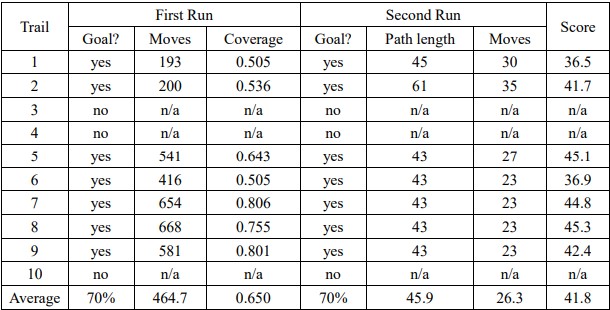 Trail First Run Second Run Score
Goal? Moves Coverage Goal? Path length Moves
1 yes 193 0.505 yes 45 30 36.5
2 yes 200 0.536 yes 61 35 41.7
3 no n/a n/a no n/a n/a n/a
4 no n/a n/a no n/a n/a n/a
5 yes 541 0.643 yes 43 27 45.1
6 yes 416 0.505 yes 43 23 36.9
7 yes 654 0.806 yes 43 23 44.8
8 yes 668 0.755 yes 43 23 45.3
9 yes 581 0.801 yes 43 23 42.4
10 no n/a n/a no n/a n/a n/a
Average 70% 464.7 0.650 70% 45.9 26.3 41.8